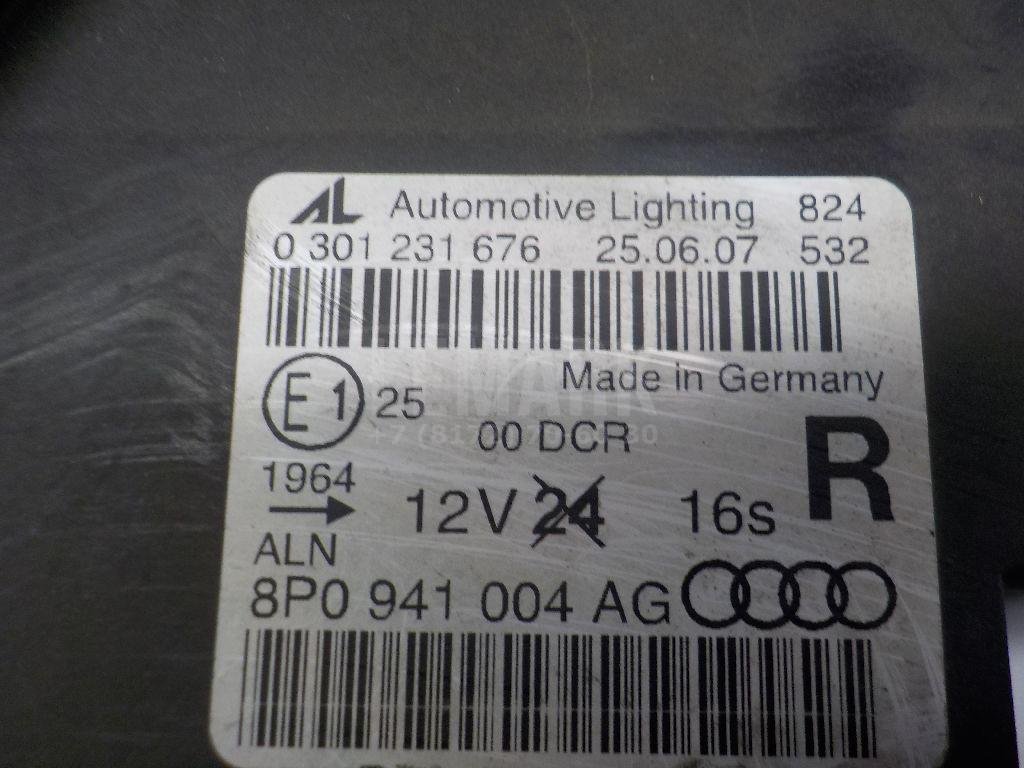 AL Automotive Lighting 824
0 301 231 676 25.06.07 532
Made in Germany
E1 25
00 DCR
R
1964
12V 24 16s
ALN
8P0 941 004 AG